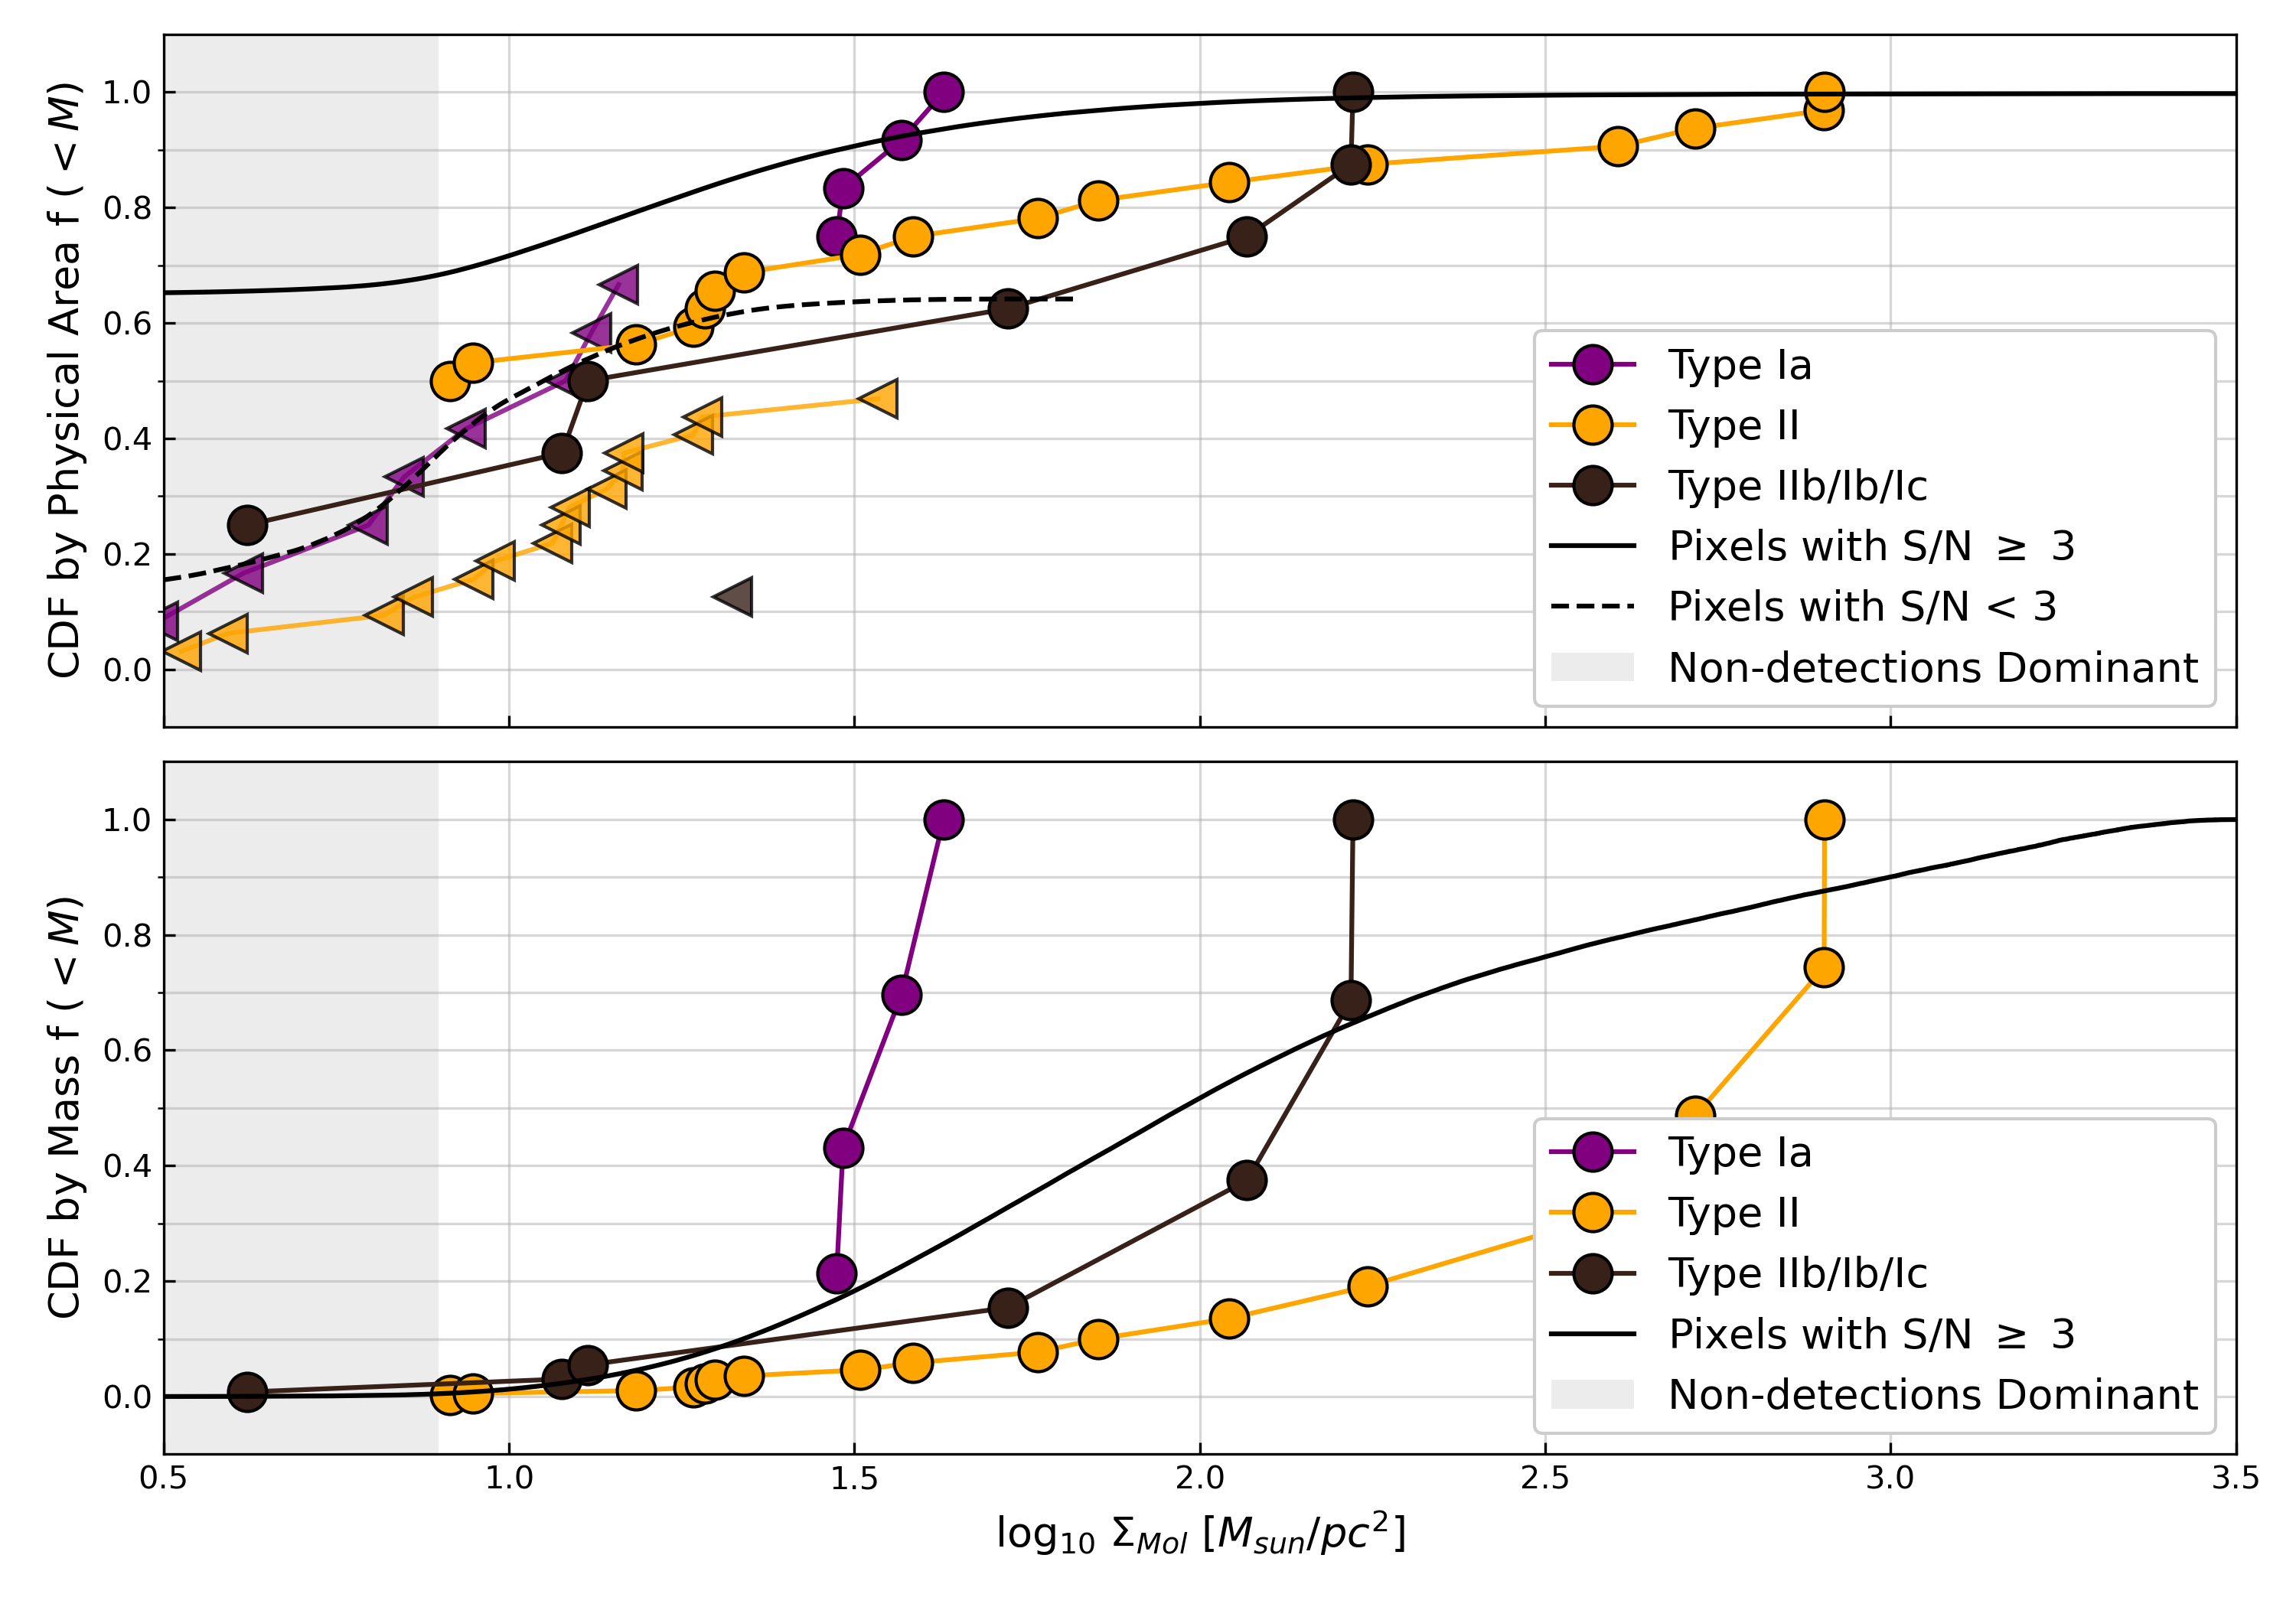 CDF by Physical Area f ( < M)
1.0
0.8
0.6
0.4
0.2
0.0
Type Ia
Type II
Type IIb/Ib/Ic
Pixels with S/N ≥ 3
Pixels with S/N < 3
Non-detections Dominant
CDF by Mass f ( < M)
1.0
0.8
0.6
0.4
0.2
0.0
Type Ia
Type II
Type IIb/Ib/Ic
Pixels with S/N ≥ 3
Non-detections Dominant
0.5 1.0 1.5 2.0 2.5 3.0 3.5
log₁₀ Σ_Mol [M_sun/pc²]